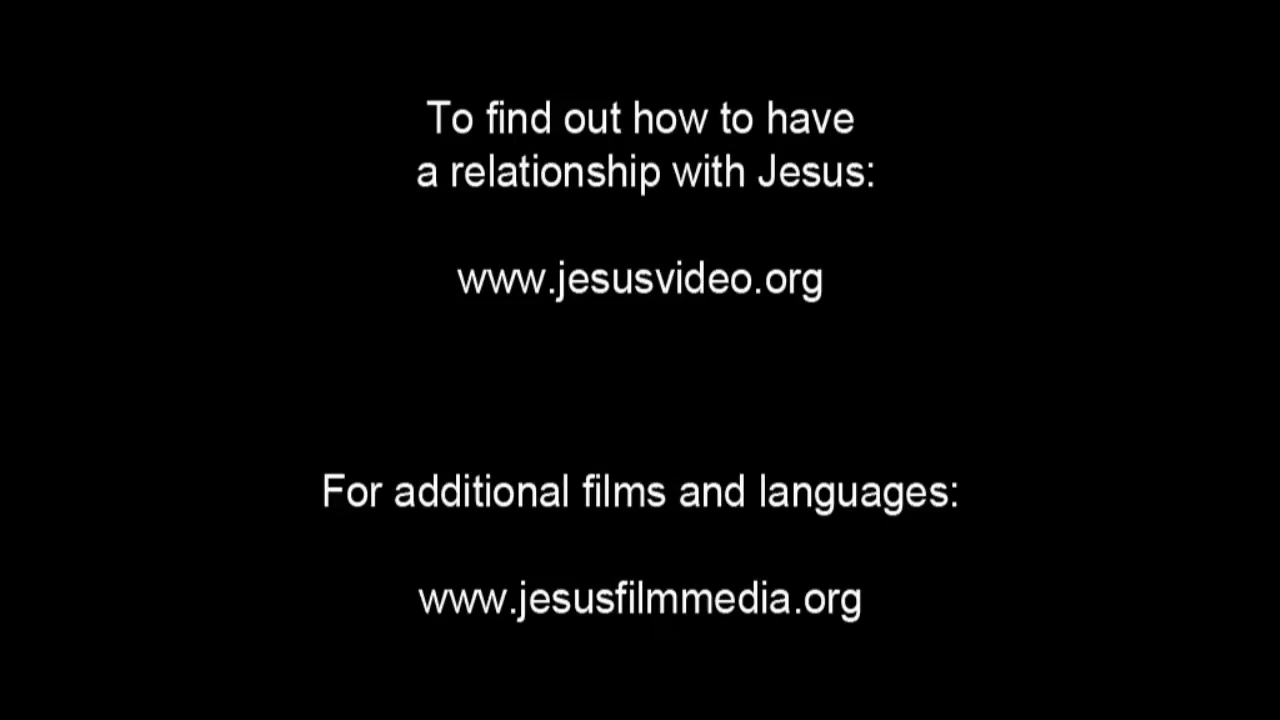 To find out how to have
a relationship with Jesus:
www.jesusvideo.org
For additional films and languages:
www.jesusfilmmedia.org